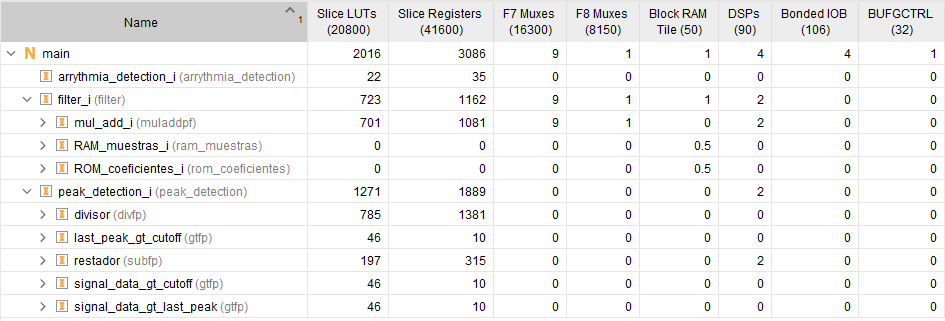 Name 1 Slice LUTs (20800) Slice Registers (41600) F7 Muxes (16300) F8 Muxes (8150) Block RAM Tile (50) DSPs (90) Bonded IOB (106) BUFGCTRL (32)
N main 2016 3086 9 1 1 4 4 1
I arrythmia_detection_i (arrythmia_detection) 22 35 0 0 0 0 0 0
I filter_i (filter) 723 1162 9 1 1 2 0 0
I mul_add_i (muladdpf) 701 1081 9 1 0 2 0 0
I RAM_muestras_i (ram_muestras) 0 0 0 0 0.5 0 0 0
I ROM_coeficientes_i (rom_coeficientes) 0 0 0 0 0.5 0 0 0
I peak_detection_i (peak_detection) 1271 1889 0 0 0 2 0 0
I divisor (divfp) 785 1381 0 0 0 0 0 0
I last_peak_gt_cutoff (gtfp) 46 10 0 0 0 0 0 0
I restador (subfp) 197 315 0 0 0 2 0 0
I signal_data_gt_cutoff (gtfp) 46 10 0 0 0 0 0 0
I signal_data_gt_last_peak (gtfp) 46 10 0 0 0 0 0 0